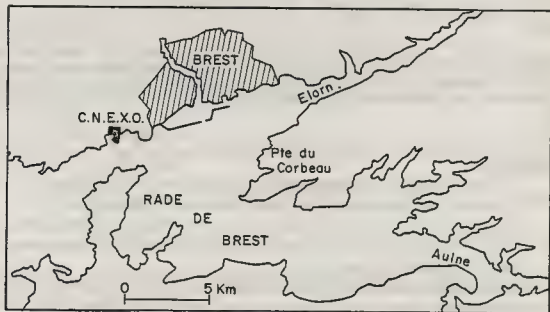 BREST
C.N.E.X.O.
Elorn.
Pte du
Corbeau
RADE
DE
BREST
Aulne
0 5 Km